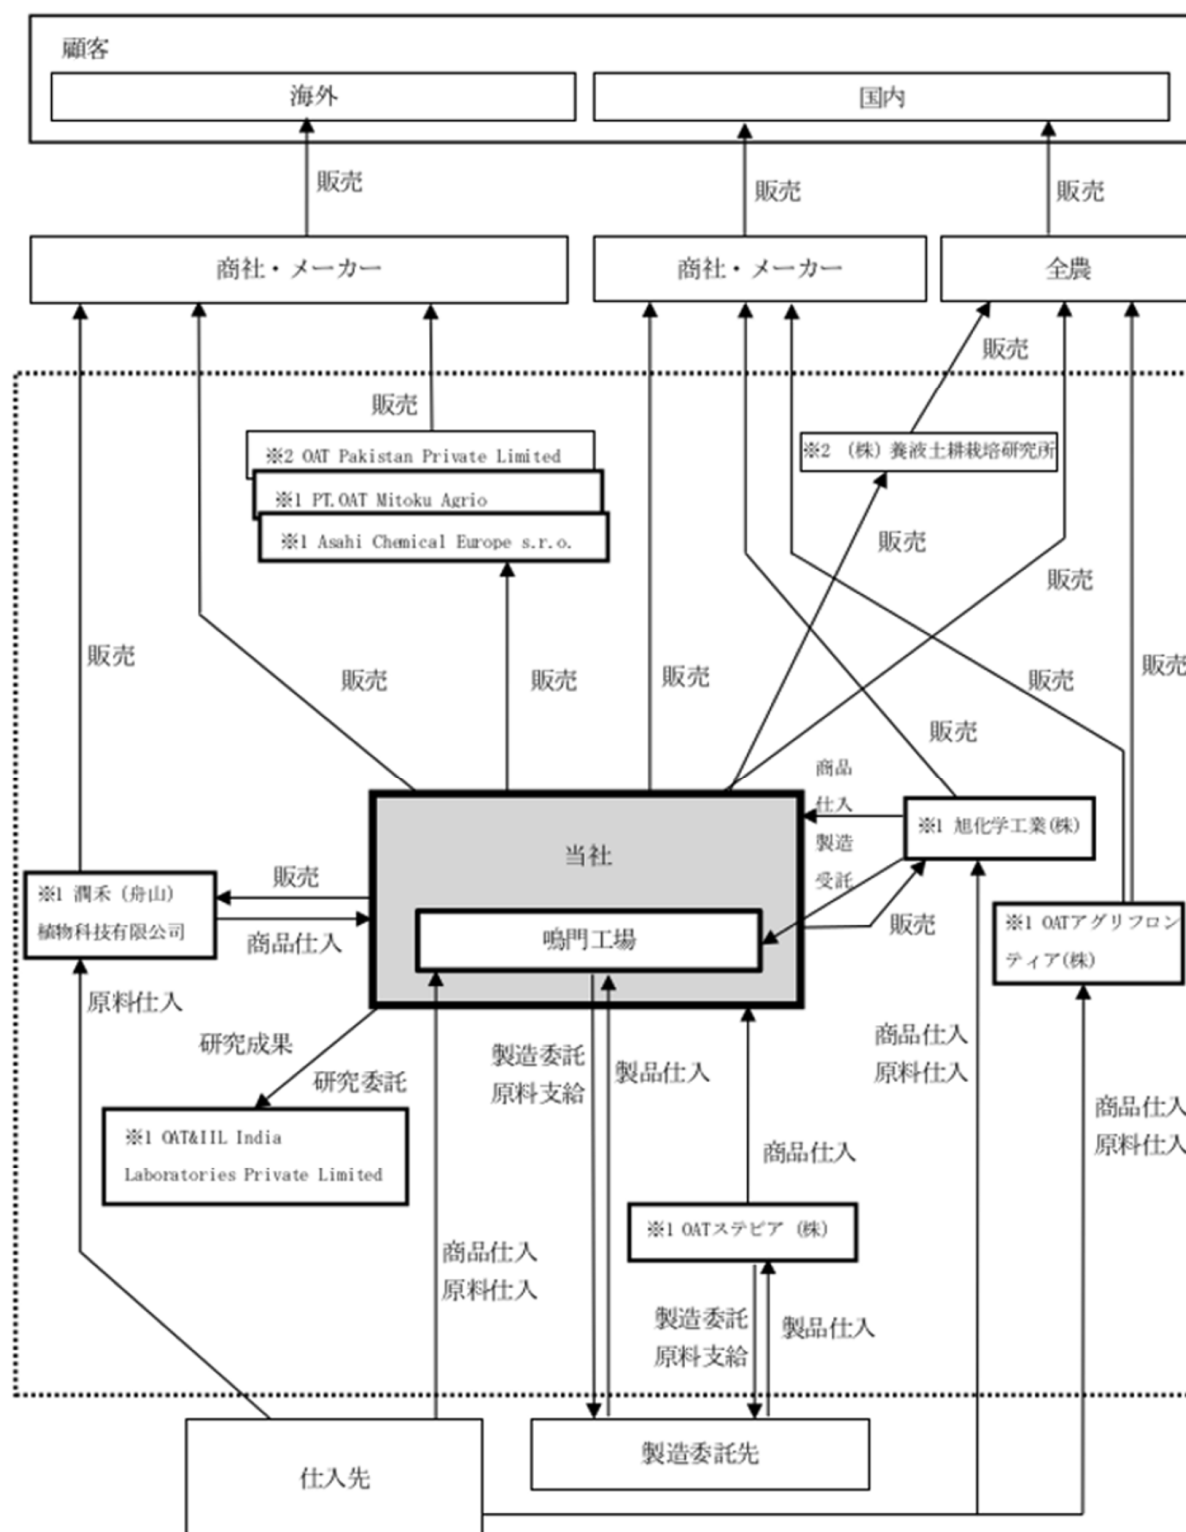 顧客
海外
国内
販売
販売
販売
商社・メーカー
商社・メーカー
全農
販売
販売
※2 OAT Pakistan Private Limited
※1 PT.OAT Mitoku Agrio
※1 Asahi Chemical Europe s.r.o.
※2 (株)養液土耕栽培研究所
販売
販売
販売
販売
販売
販売
販売
販売
販売
商品
仕入
製造
受託
※1 旭化学工業(株)
当社
鳴門工場
販売
商品仕入
※1 潤禾(舟山)
植物科技有限公司
販売
※1 OATアグリフロン
ティア(株)
原料仕入
研究成果
研究委託
製造委託
原料支給
製品仕入
商品仕入
原料仕入
商品仕入
原料仕入
※1 OAT&IIL India
Laboratories Private Limited
商品仕入
※1 OATステビア (株)
商品仕入
原料仕入
製造委託
原料支給
製品仕入
仕入先
製造委託先